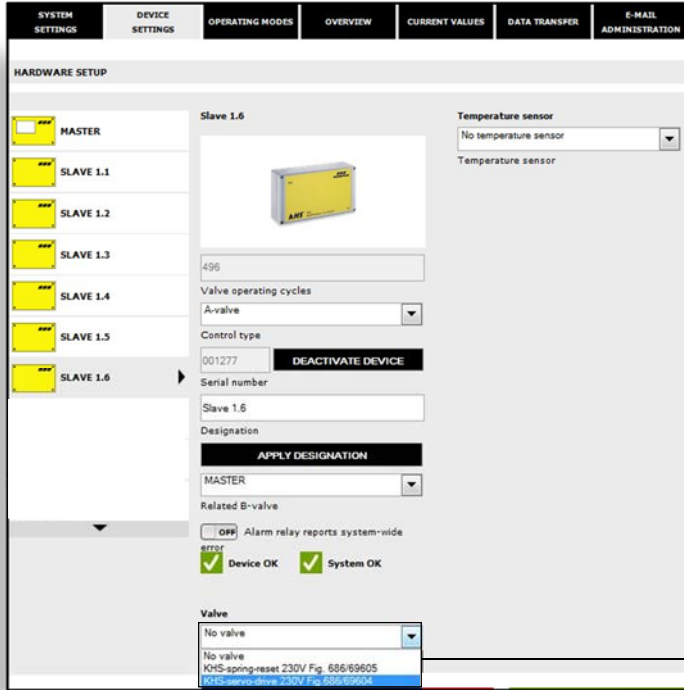 SYSTEM SETTINGS
DEVICE SETTINGS
OPERATING MODES
OVERVIEW
CURRENT VALUES
DATA TRANSFER
E-MAIL ADMINISTRATION
HARDWARE SETUP
MASTER
SLAVE 1.1
SLAVE 1.2
SLAVE 1.3
SLAVE 1.4
SLAVE 1.5
SLAVE 1.6
Slave 1.6
KHS
496
Valve operating cycles
A-valve
Control type
001277
DEACTIVATE DEVICE
Serial number
Slave 1.6
Designation
APPLY DESIGNATION
MASTER
Related B-valve
OFF Alarm relay reports system-wide
error
Device OK
System OK
Valve
No valve
No valve
KHS-spring-reset 230V Fig. 686/69605
KHS-servo-drive 230V Fig.686/69604
Temperature sensor
No temperature sensor
Temperature sensor